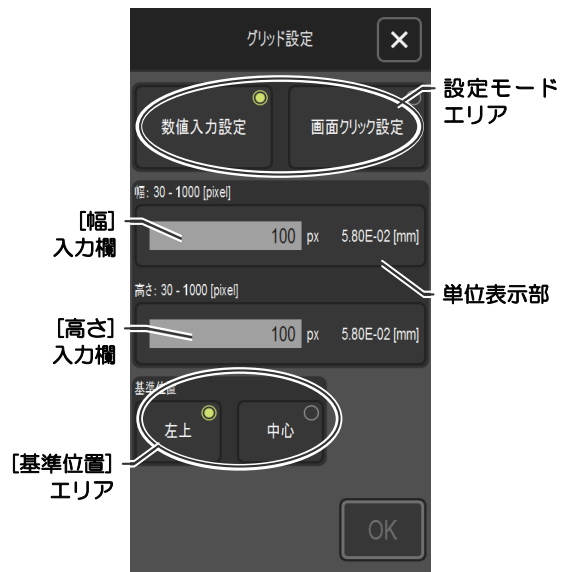 グリッド設定
設定モード
エリア
数値入力設定
画面クリック設定
幅: 30 - 1000 [pixel]
[幅]
入力欄
100 px 5.80E-02 [mm]
単位表示部
高さ: 30 - 1000 [pixel]
[高さ]
入力欄
100 px 5.80E-02 [mm]
基準位置
左上
中心
[基準位置]
エリア
OK